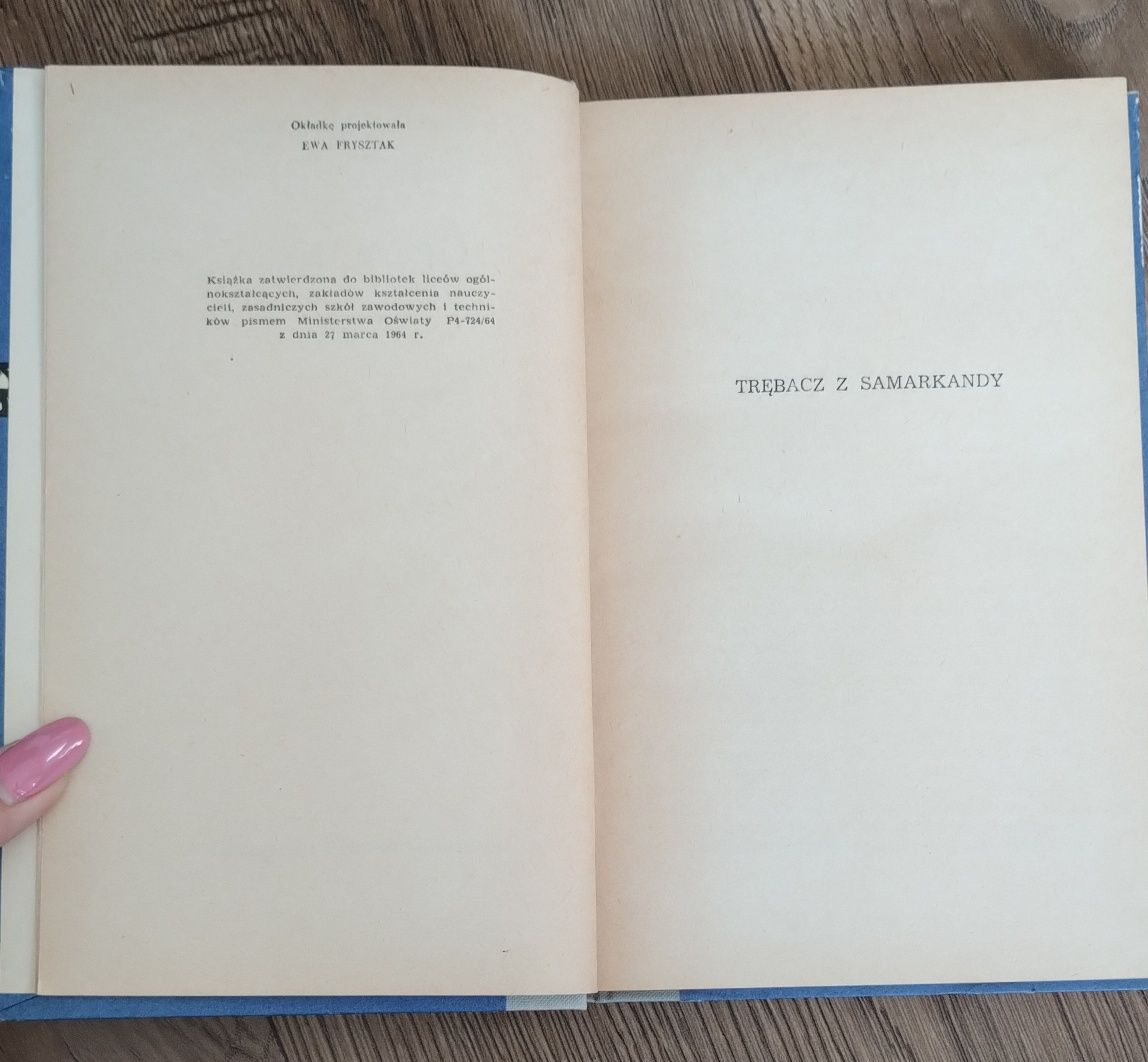 Okładkę projektowała
EWA FRYSZTAK
Książka zatwierdzona do bibliotek liceów ogól-
nokształcących, zakładów kształcenia nauczy-
cieli, zasadniczych szkół zawodowych i techni-
ków pismem Ministerstwa Oświaty P4-724/64
z dnia 27 marca 1964 r.
TRĘBACZ Z SAMARKANDY